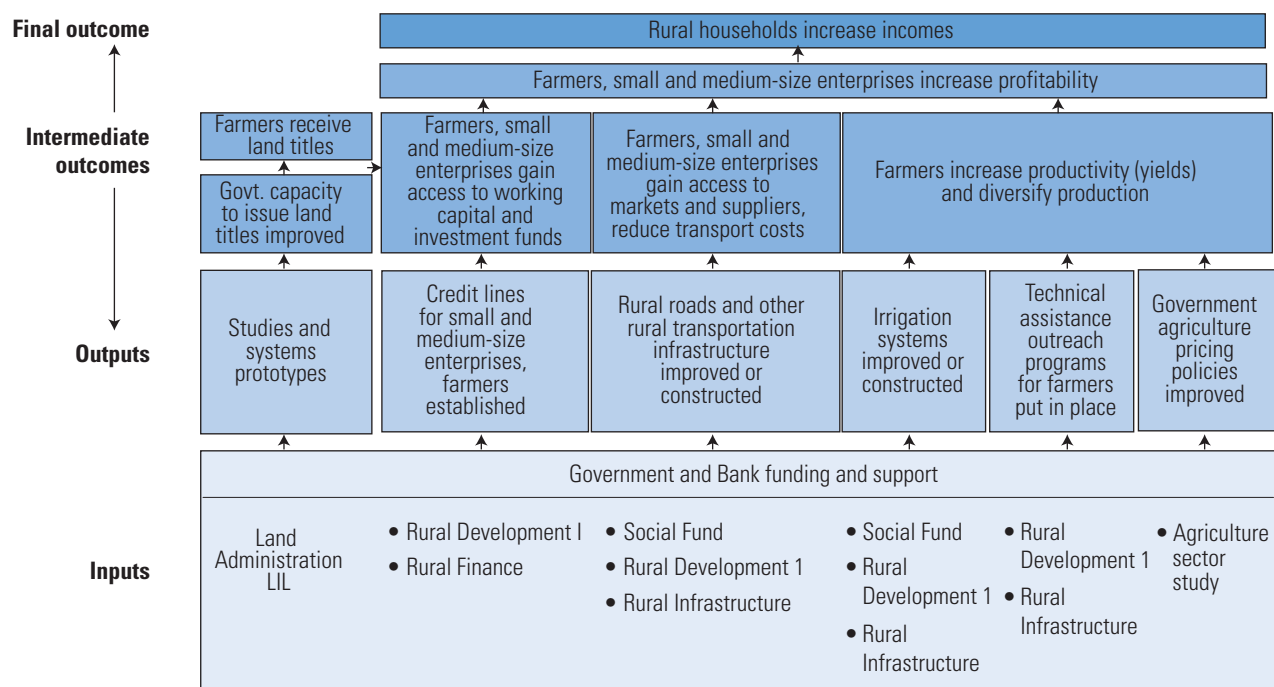 Final outcome
Rural households increase incomes
Farmers, small and medium-size enterprises increase profitability
Intermediate
outcomes
Farmers receive
land titles
Govt. capacity
to issue land
titles improved
Farmers, small
and medium-size
enterprises gain
access to working
capital and
investment funds
Farmers, small and
medium-size enterprises
gain access to
markets and suppliers,
reduce transport costs
Farmers increase productivity (yields)
and diversify production
Outputs
Studies and
systems
prototypes
Credit lines
for small and
medium-size
enterprises,
farmers
established
Rural roads and other
rural transportation
infrastructure
improved or
constructed
Irrigation
systems
improved or
constructed
Technical
assistance
outreach
programs
for farmers
put in place
Government
agriculture
pricing
policies
improved
Inputs
Government and Bank funding and support
Land
Administration
LIL
• Rural Development I
• Rural Finance
• Social Fund
• Rural Development 1
• Rural Infrastructure
• Social Fund
• Rural
Development 1
• Rural
Infrastructure
• Rural
Development 1
• Rural
Infrastructure
• Agriculture
sector
study